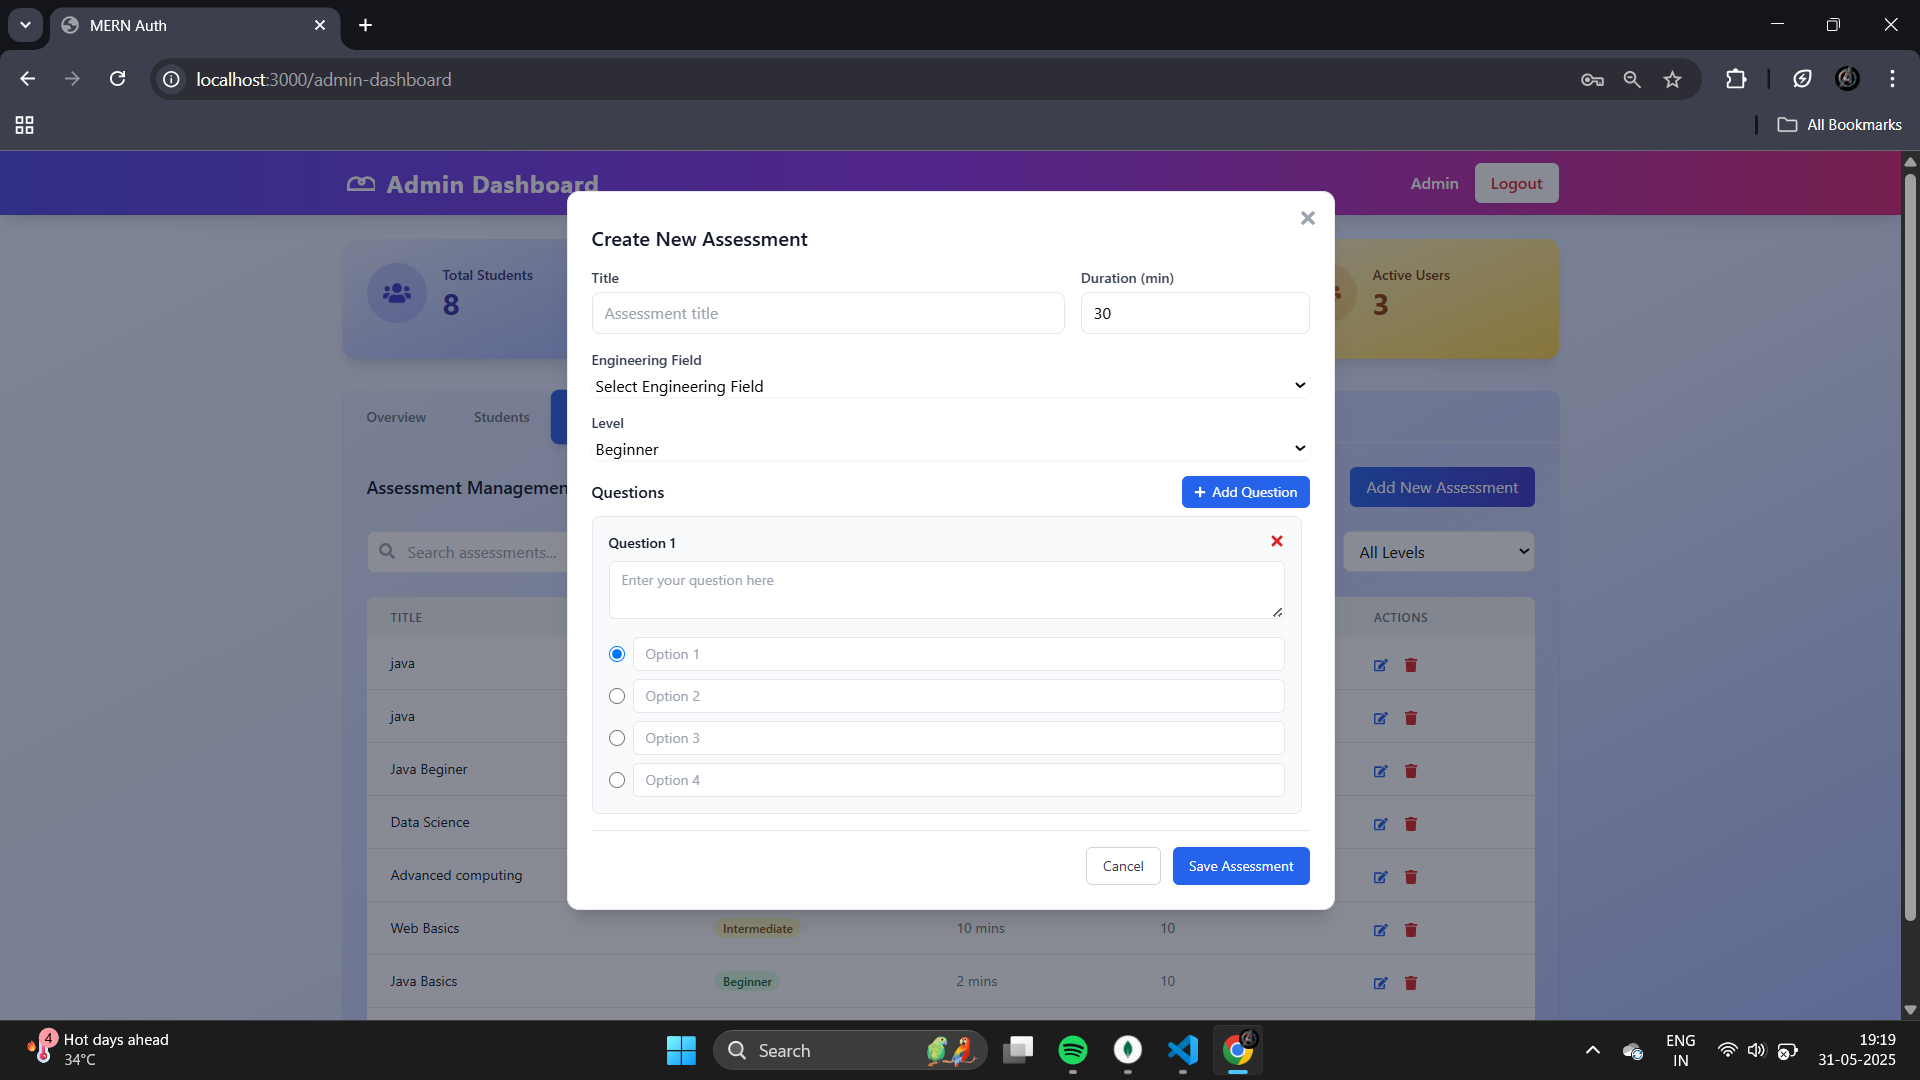 MERN Auth
localhost:3000/admin-dashboard
All Bookmarks
Admin Dashboard
Admin
Logout
Total Students
8
Active Users
3
Overview
Students
Assessment Managemen
Add New Assessment
Search assessments...
All Levels
TITLE
ACTIONS
java
java
Java Beginer
Data Science
Advanced computing
Web Basics Intermediate 10 mins 10
Java Basics Beginner 2 mins 10
Create New Assessment
Title
Assessment title
Duration (min)
30
Engineering Field
Select Engineering Field
Level
Beginner
Questions
Add Question
Question 1
Enter your question here
Option 1
Option 2
Option 3
Option 4
Cancel
Save Assessment
4
Hot days ahead
34°C
Search
ENG
IN
19:19
31-05-2025